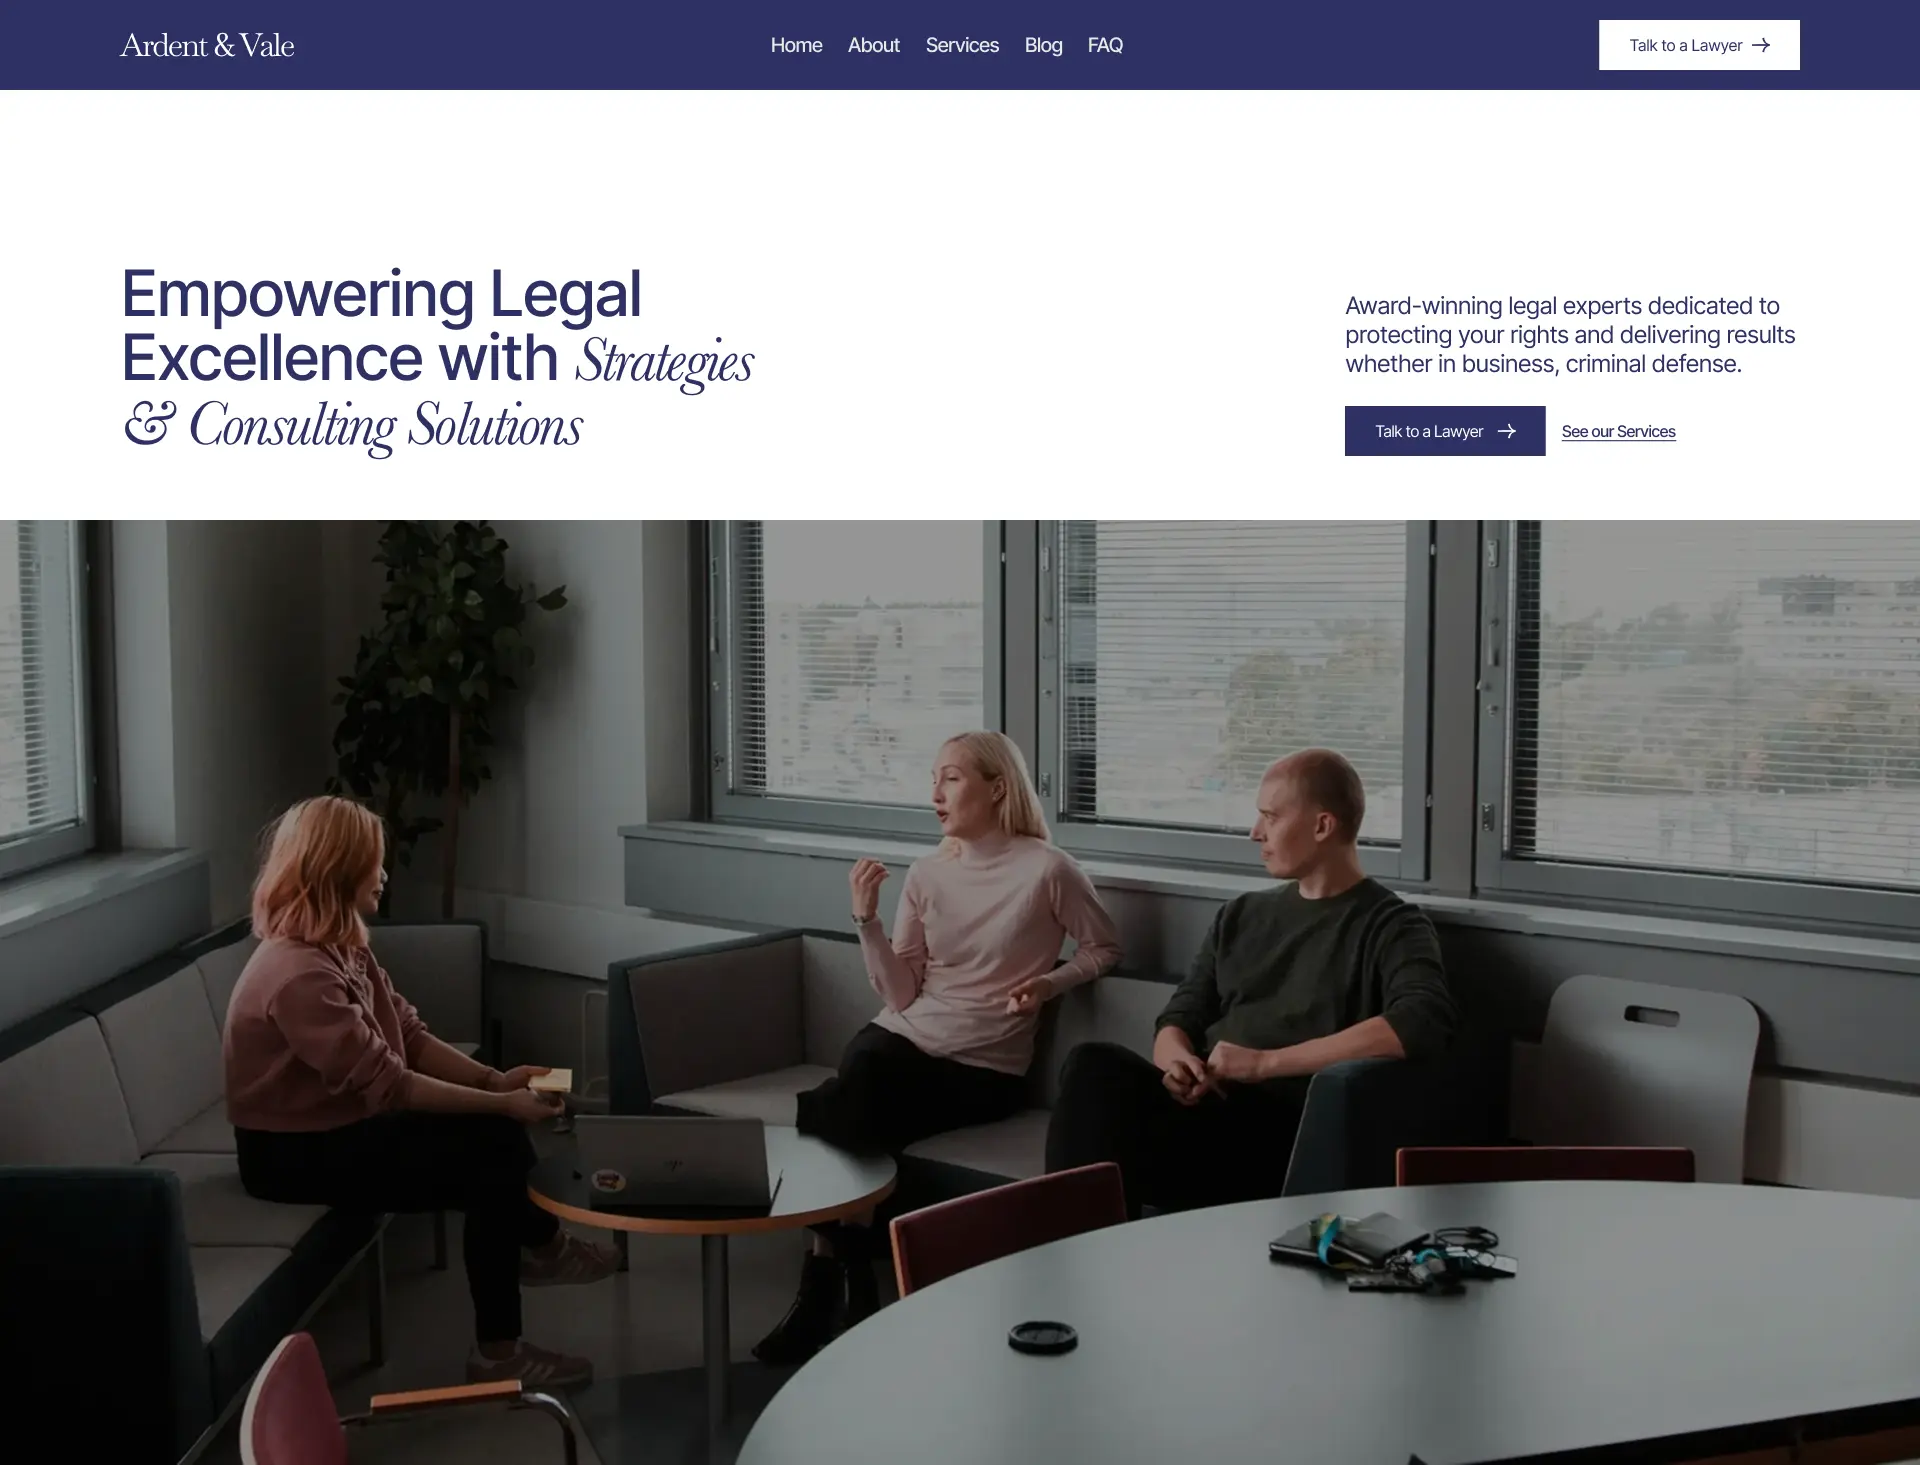 Ardent & Vale
Home About Services Blog FAQ
Talk to a Lawyer
Empowering Legal
Excellence with Strategies
& Consulting Solutions
Award-winning legal experts dedicated to
protecting your rights and delivering results
whether in business, criminal defense.
Talk to a Lawyer
See our Services